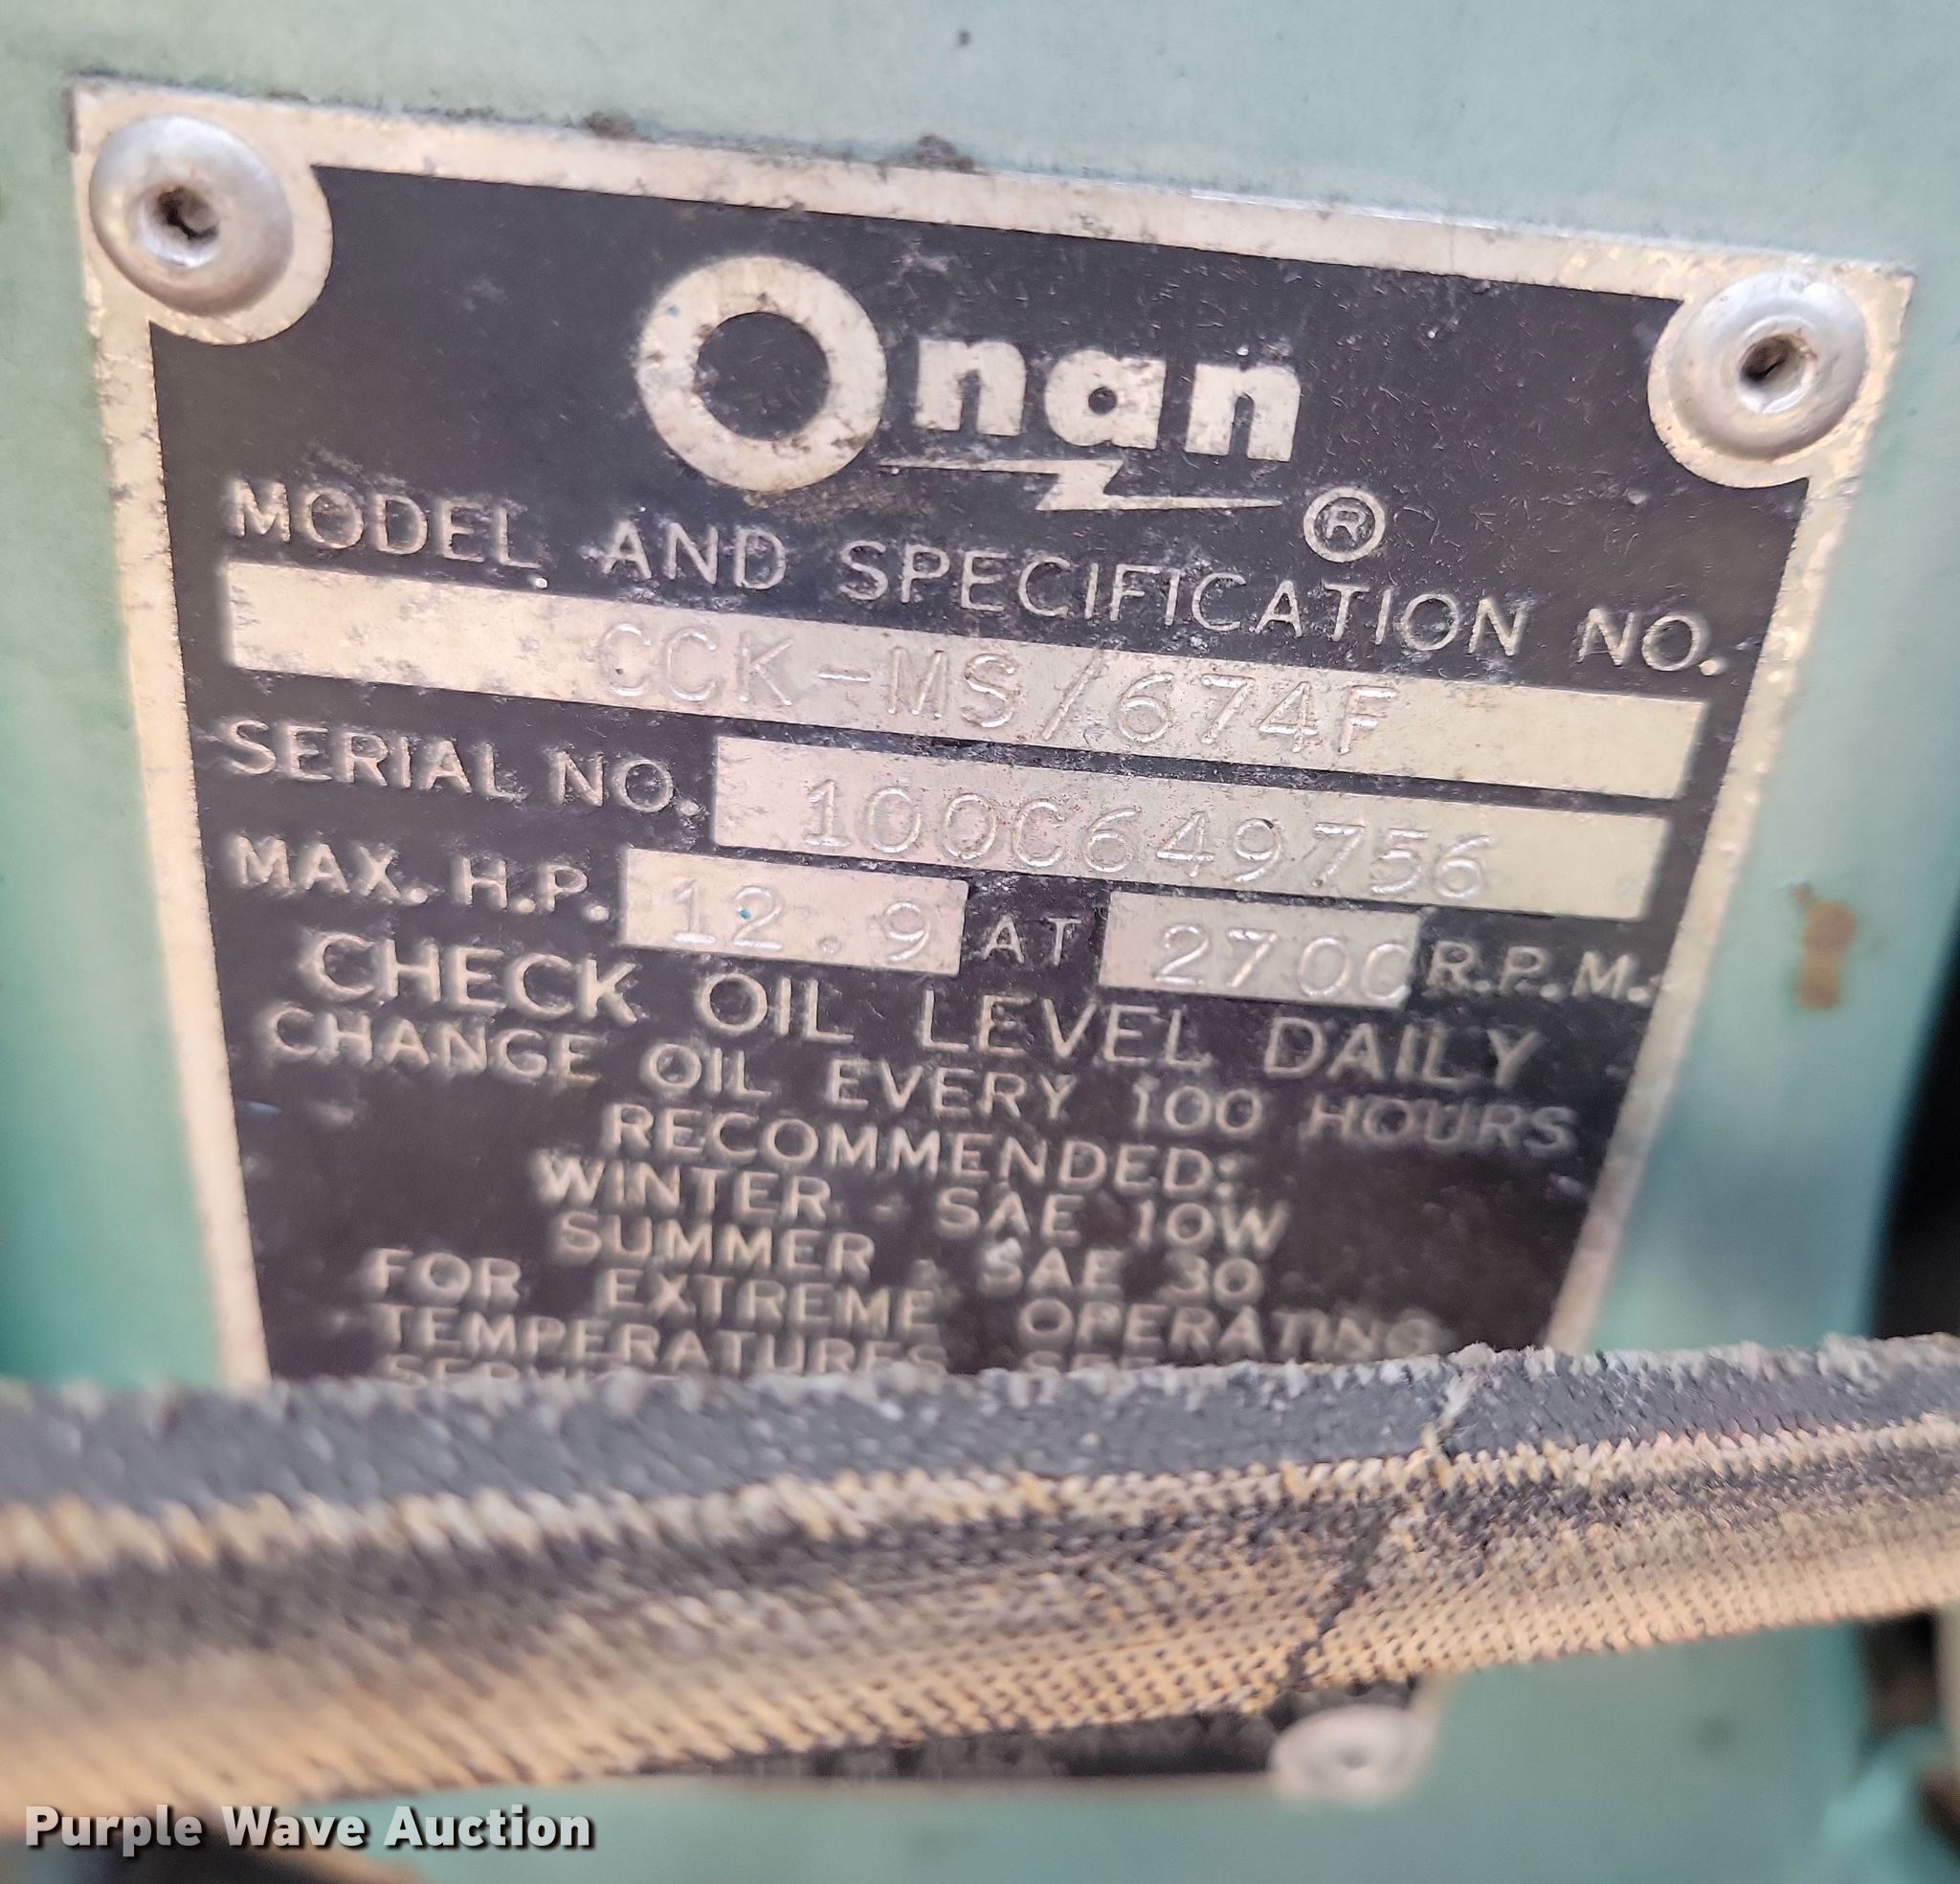 Onan
®
MODEL AND SPECIFICATION NO.
CCK-MS/674F
SERIAL NO. 100C649756
MAX. H.P. 12.9 AT 2700 R.P.M.
CHECK OIL LEVEL DAILY
CHANGE OIL EVERY 100 HOURS
RECOMMENDED:
WINTER - SAE 10W
SUMMER - SAE 30
FOR EXTREME OPERATING
TEMPERATURES SEE
Purple Wave Auction